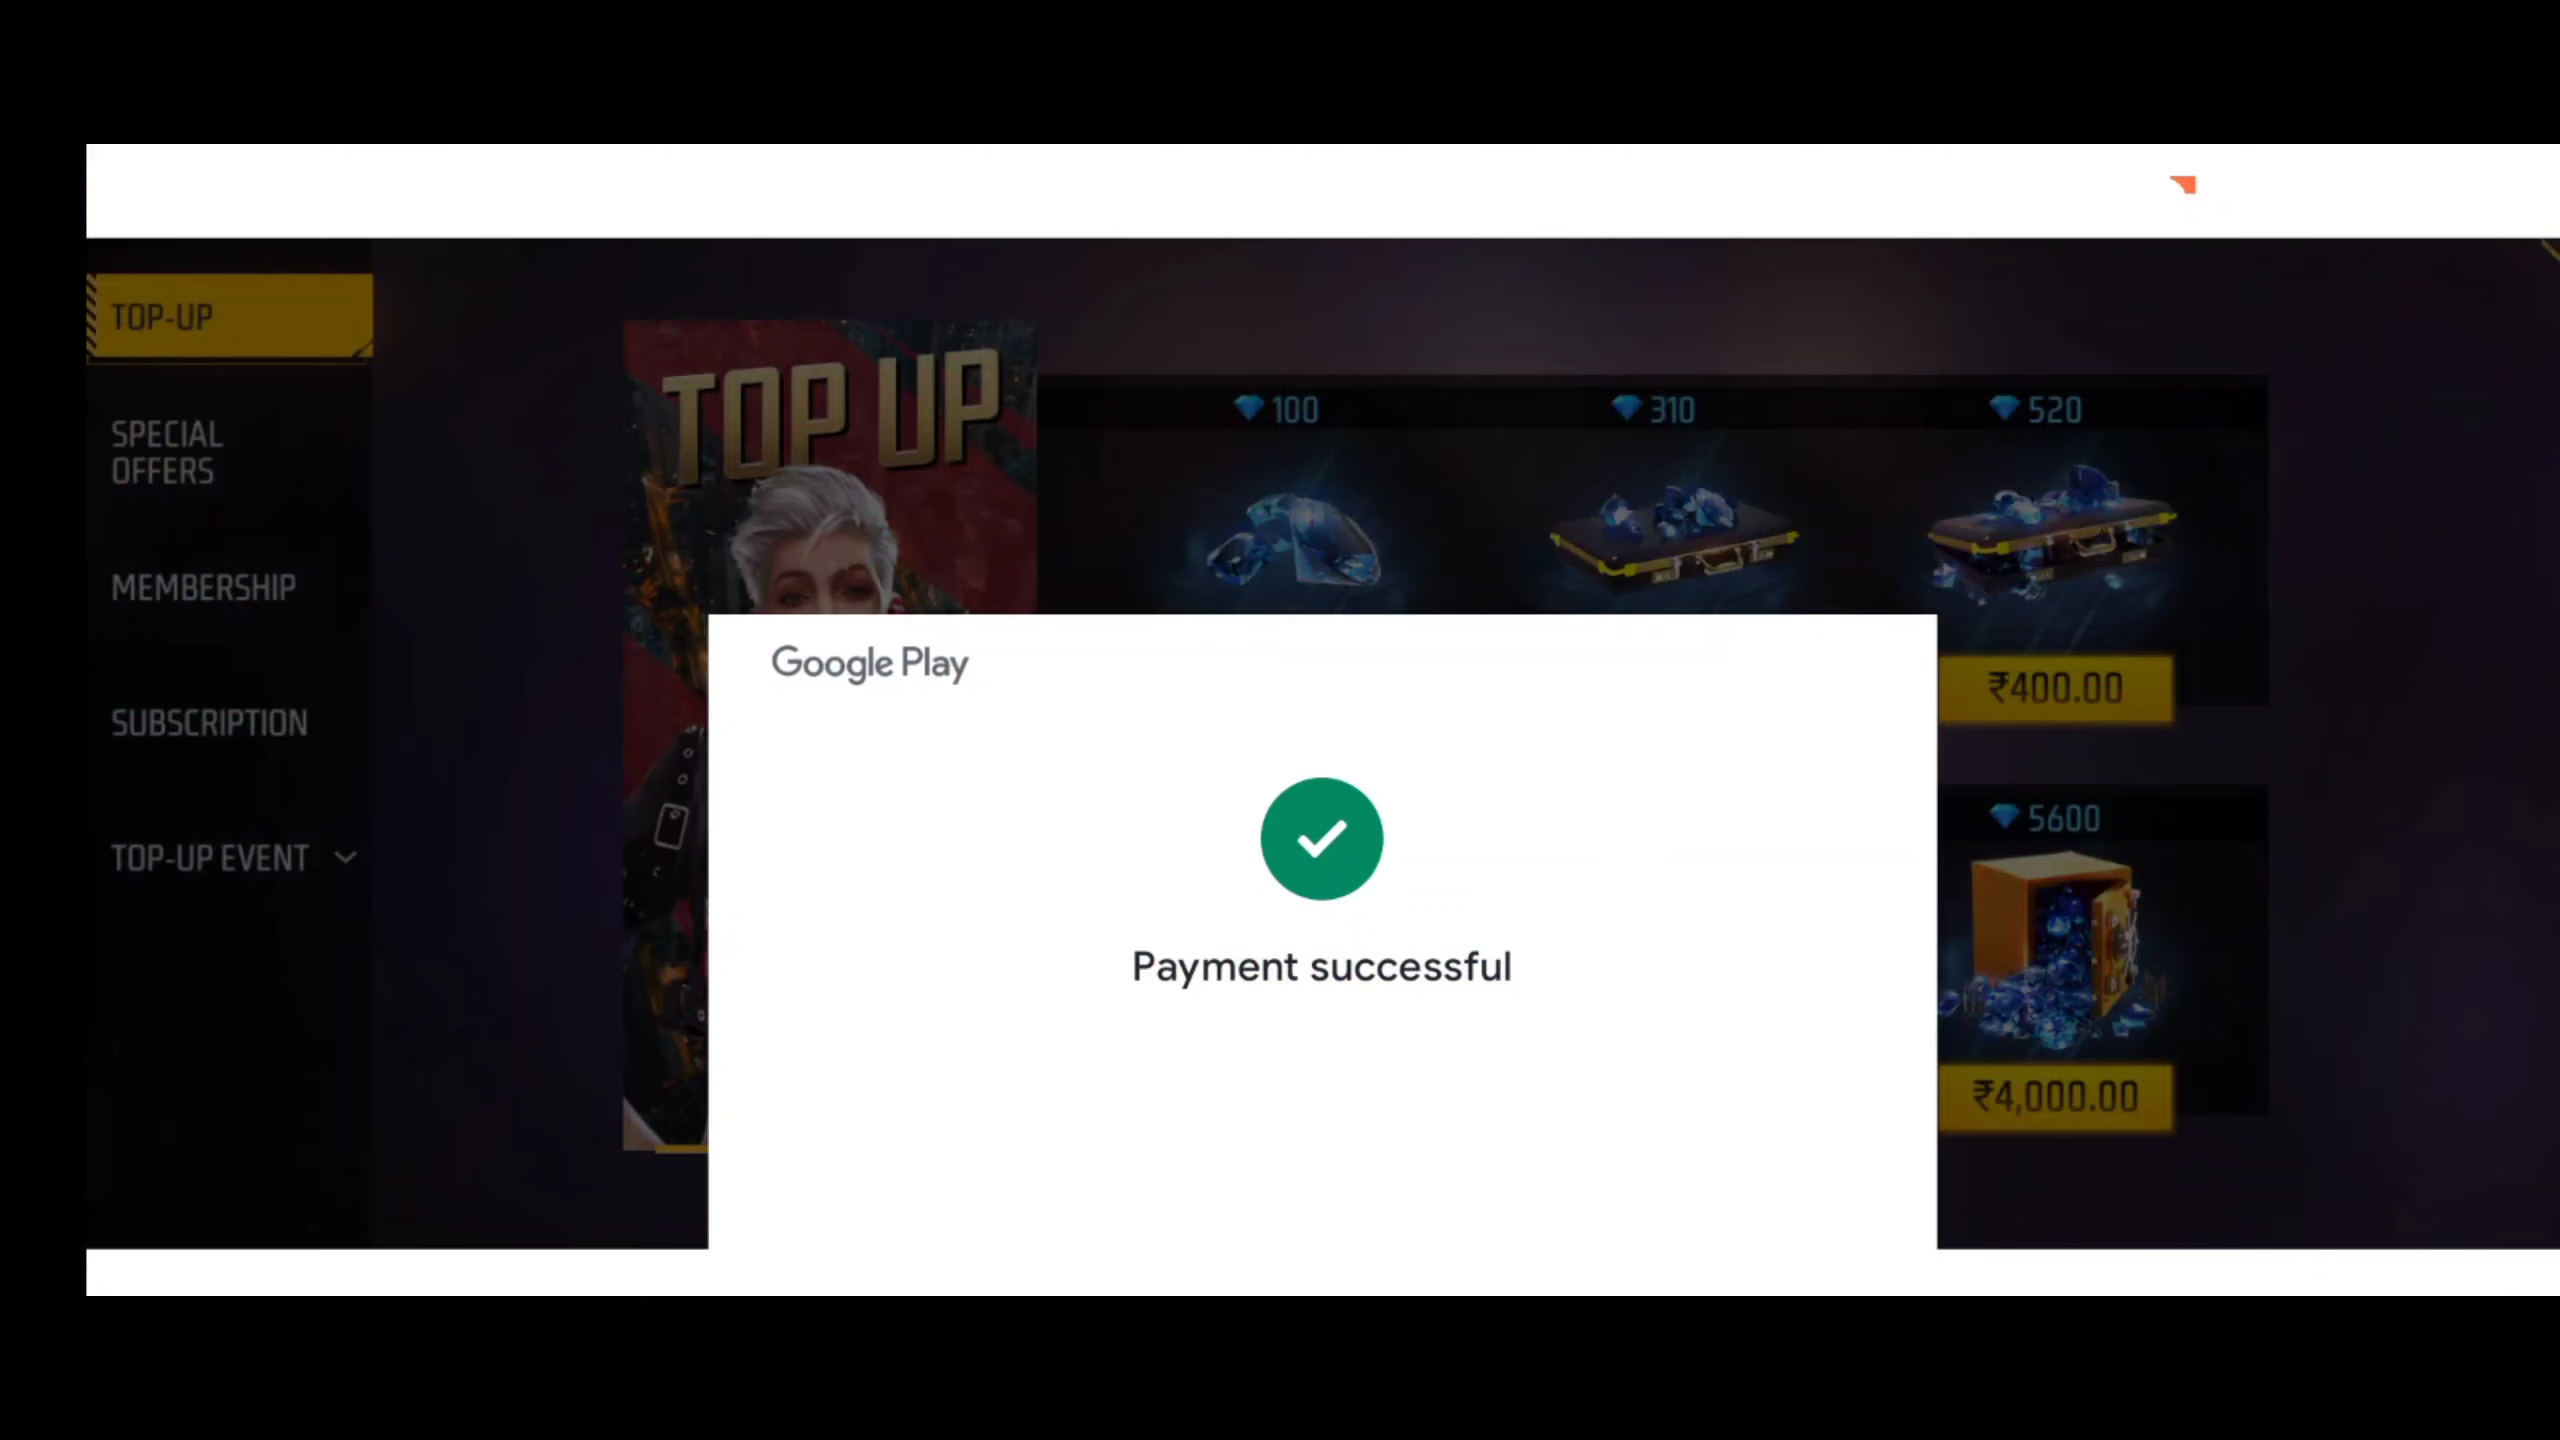 TOP-UP
SPECIAL
OFFERS
MEMBERSHIP
SUBSCRIPTION
TOP-UP EVENT
TOP UP
100
310
520
₹400.00
5600
₹4,000.00
Google Play
Payment successful